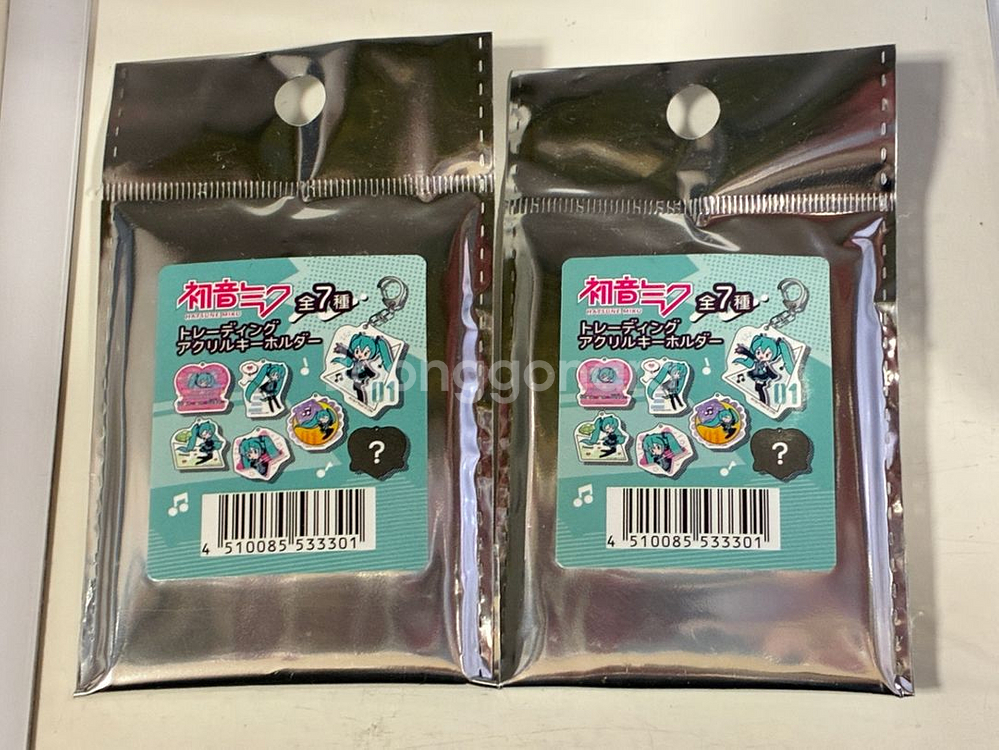 初音ミク
HATSUNE MIKU
全7種
トレーディング
アクリルキーホルダー
01
?
4 510085 533301
初音ミク
HATSUNE MIKU
全7種
トレーディング
アクリルキーホルダー
01
?
4 510085 533301